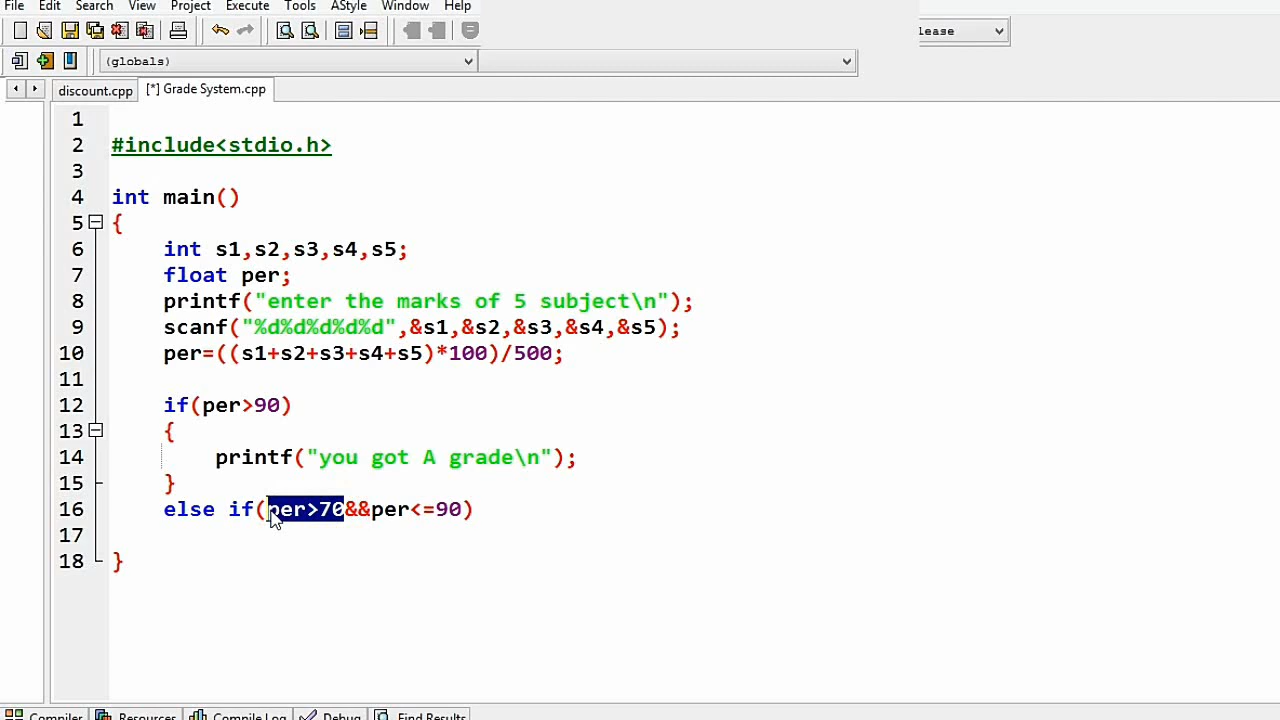 File Edit Search View Project Execute Tools AStyle Window Help
lease
(globals)
discount.cpp [*] Grade System.cpp
1
2 #include<stdio.h>
3
4 int main()
5 {
6 int s1,s2,s3,s4,s5;
7 float per;
8 printf("enter the marks of 5 subject\n");
9 scanf("%d%d%d%d%d",&s1,&s2,&s3,&s4,&s5);
10 per=((s1+s2+s3+s4+s5)*100)/500;
11
12 if(per>90)
13 {
14 printf("you got A grade\n");
15 }
16 else if(per>70&&per<=90)
17
18 }
Compiler Resources Compile Log Debug Find Results